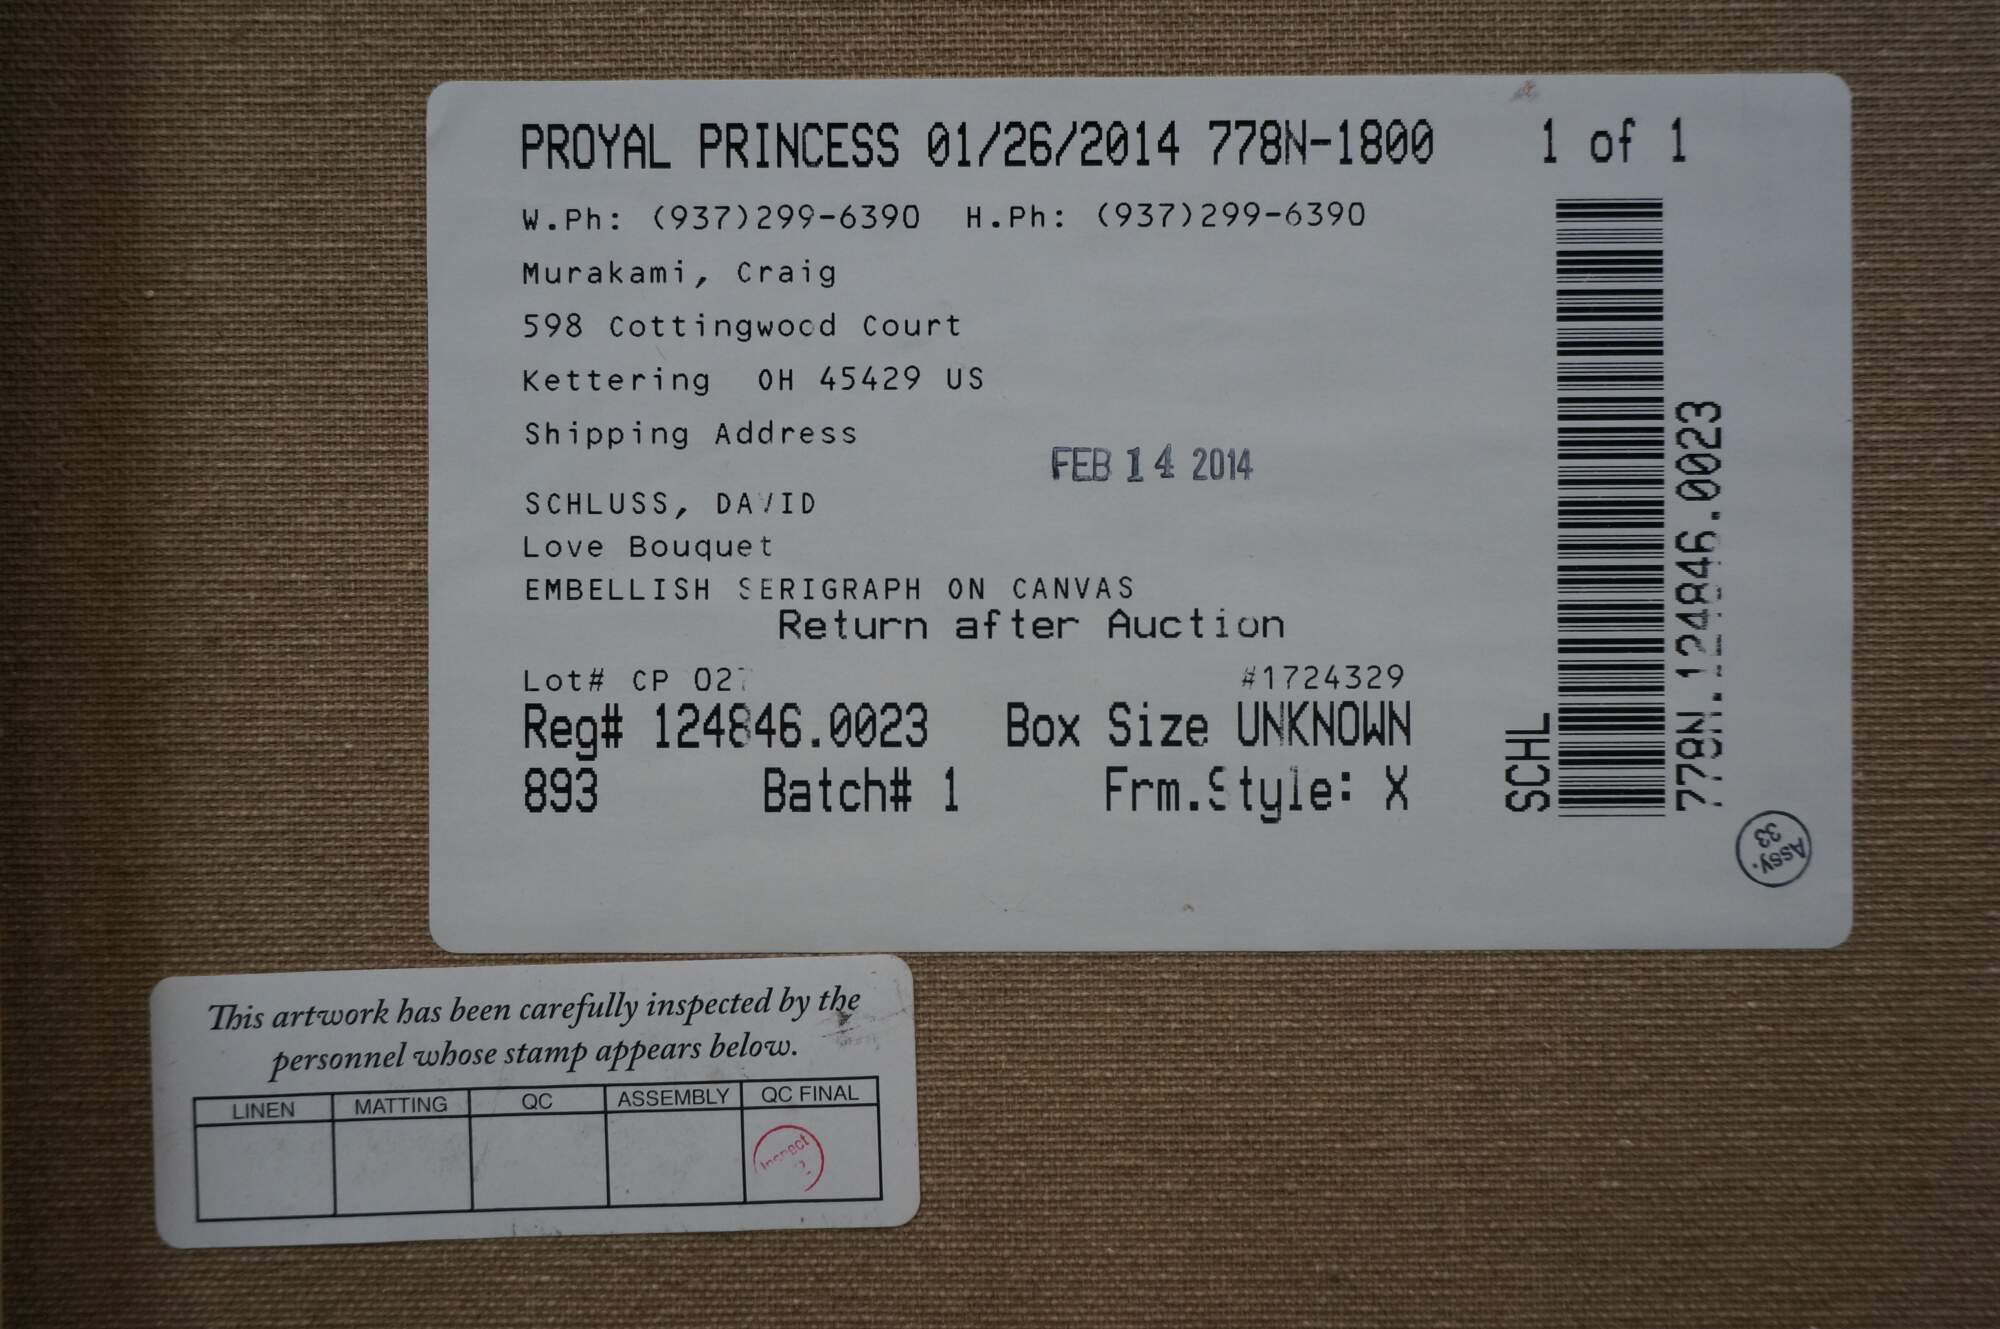 PROYAL PRINCESS 01/26/2014 778N-1800 1 of 1
W.Ph: (937)299-6390 H.Ph: (937)299-6390
Murakami, Craig
598 Cottingwood Court
Kettering OH 45429 US
Shipping Address
FEB 14 2014
SCHLUSS, DAVID
Love Bouquet
EMBELLISH SERIGRAPH ON CANVAS
Return after Auction
Lot# CP #1724329
Reg# 124846.0023 Box Size UNKNOWN
893 Batch# 1 Frm.Style: X
SCHL
778N.124846.0023
Assy.
33
This artwork has been carefully inspected by the
personnel whose stamp appears below.
LINEN MATTING QC ASSEMBLY QC FINAL
Inspect